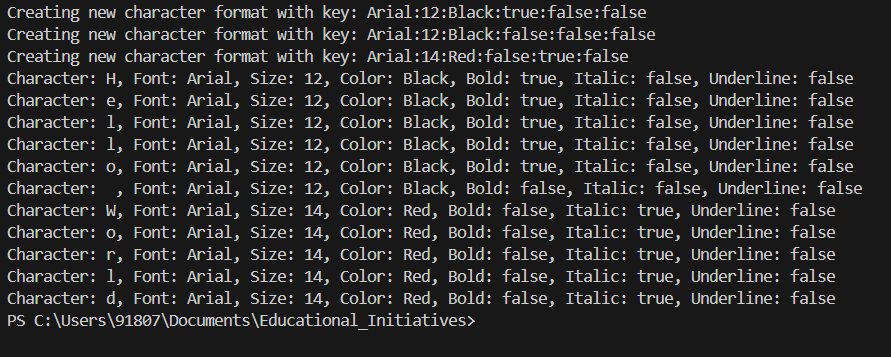 Creating new character format with key: Arial:12:Black:true:false:false
Creating new character format with key: Arial:12:Black:false:false:false
Creating new character format with key: Arial:14:Red:false:true:false
Character: H, Font: Arial, Size: 12, Color: Black, Bold: true, Italic: false, Underline: false
Character: e, Font: Arial, Size: 12, Color: Black, Bold: true, Italic: false, Underline: false
Character: l, Font: Arial, Size: 12, Color: Black, Bold: true, Italic: false, Underline: false
Character: l, Font: Arial, Size: 12, Color: Black, Bold: true, Italic: false, Underline: false
Character: o, Font: Arial, Size: 12, Color: Black, Bold: true, Italic: false, Underline: false
Character:  , Font: Arial, Size: 12, Color: Black, Bold: false, Italic: false, Underline: false
Character: W, Font: Arial, Size: 14, Color: Red, Bold: false, Italic: true, Underline: false
Character: o, Font: Arial, Size: 14, Color: Red, Bold: false, Italic: true, Underline: false
Character: r, Font: Arial, Size: 14, Color: Red, Bold: false, Italic: true, Underline: false
Character: l, Font: Arial, Size: 14, Color: Red, Bold: false, Italic: true, Underline: false
Character: d, Font: Arial, Size: 14, Color: Red, Bold: false, Italic: true, Underline: false
PS C:\Users\91807\Documents\Educational_Initiatives>